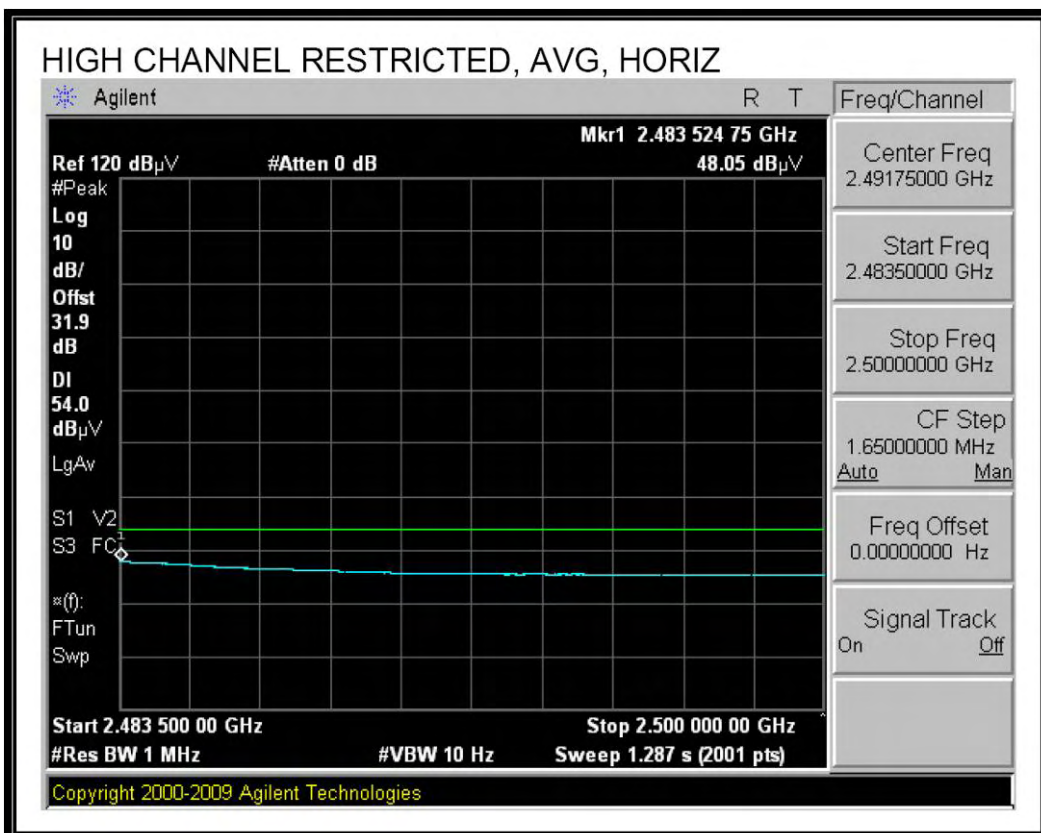 HIGH CHANNEL RESTRICTED, AVG, HORIZ
Agilent R T
Freq/Channel
Mkr1 2.483 524 75 GHz
Ref 120 dBµV #Atten 0 dB 48.05 dBµV
#Peak
Log
10
dB/
Offst
31.9
dB
DI
54.0
dBµV
LgAv
S1 V2
S3 FC
1
¤(f):
FTun
Swp
Start 2.483 500 00 GHz Stop 2.500 000 00 GHz
#Res BW 1 MHz #VBW 10 Hz Sweep 1.287 s (2001 pts)
Copyright 2000-2009 Agilent Technologies
Center Freq
2.49175000 GHz
Start Freq
2.48350000 GHz
Stop Freq
2.50000000 GHz
CF Step
1.65000000 MHz
Auto Man
Freq Offset
0.00000000 Hz
Signal Track
On Off